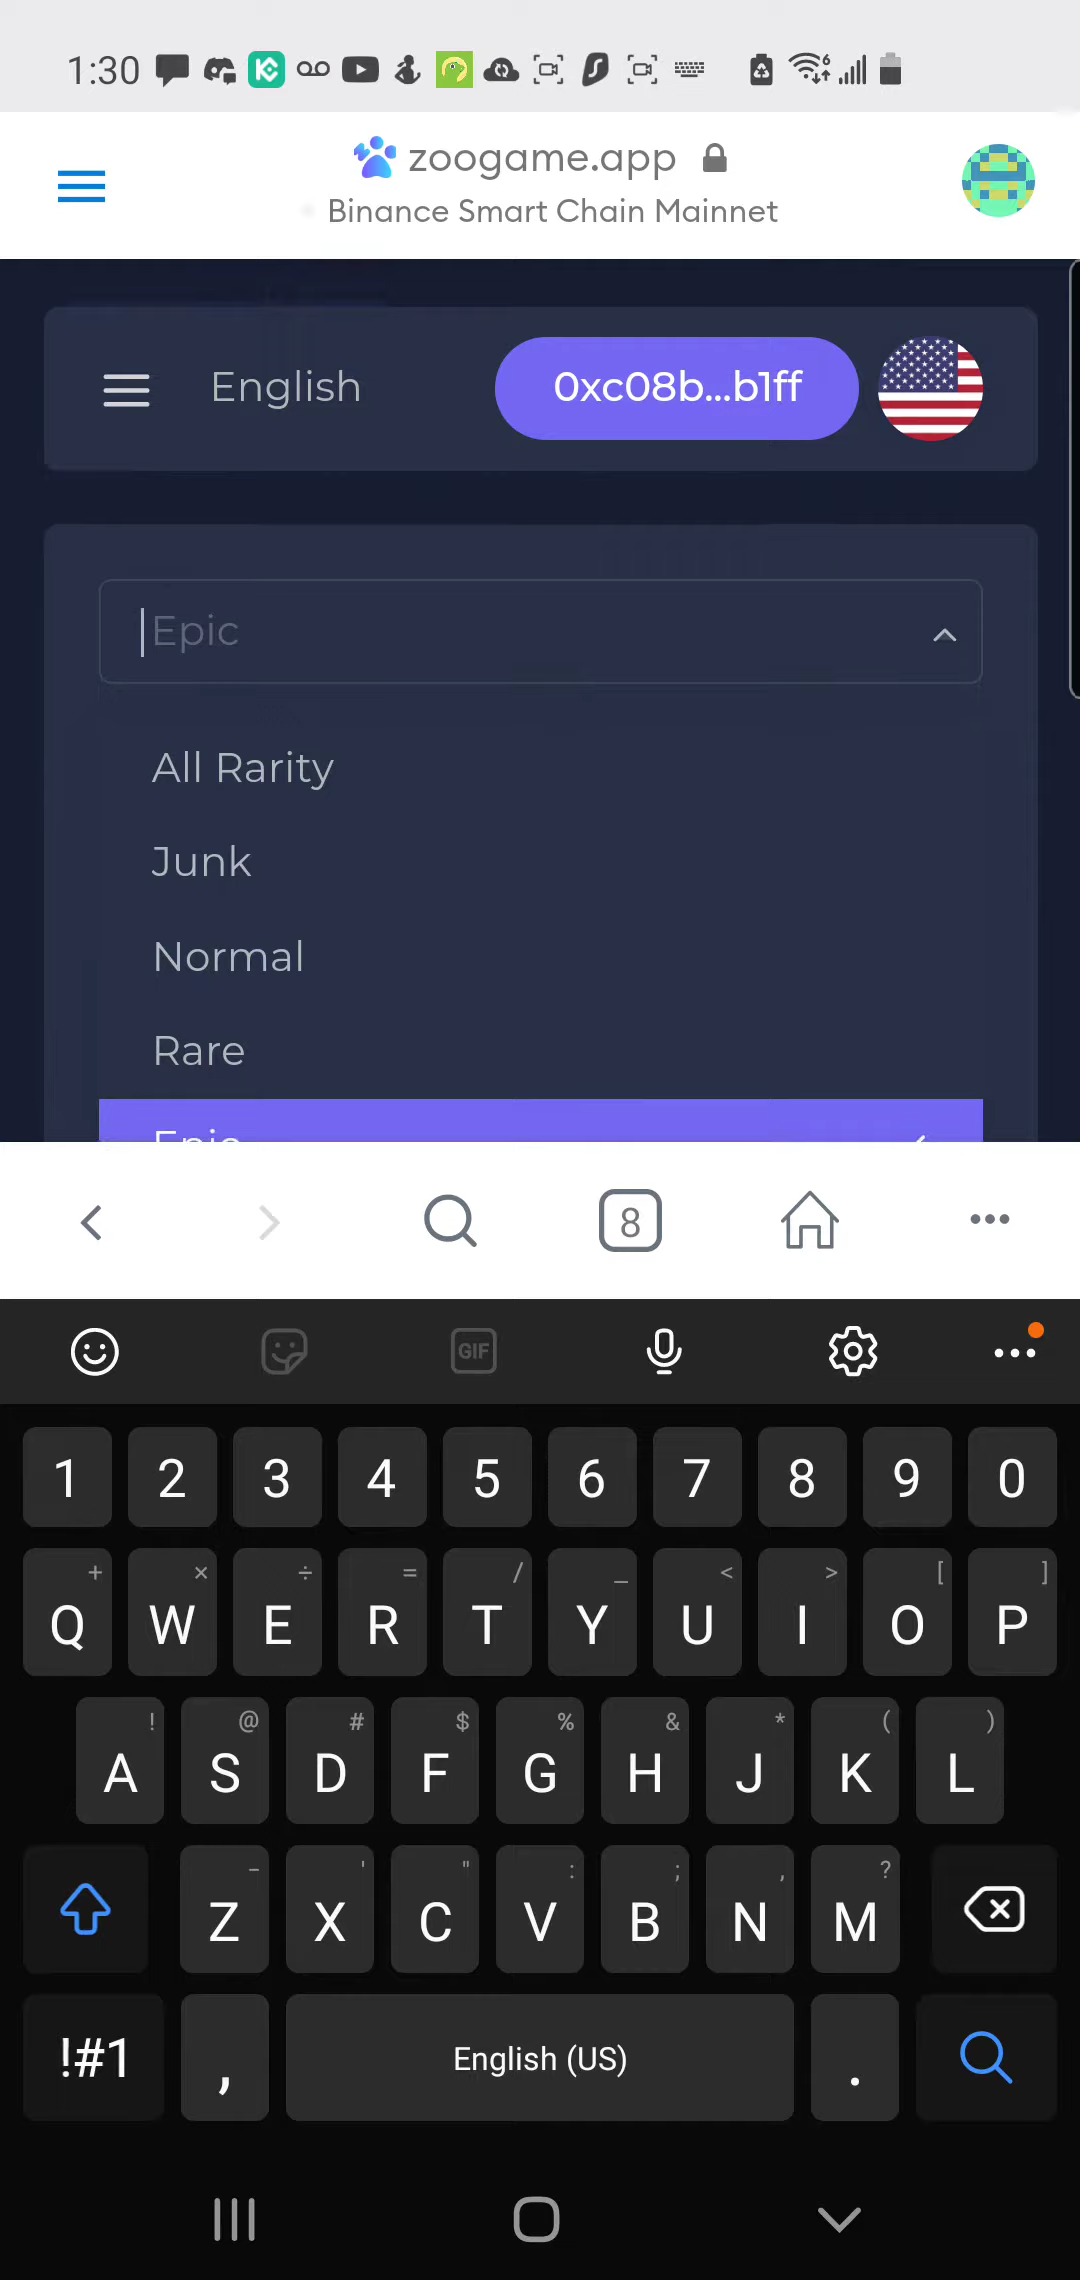 1:30
zoogame.app
Binance Smart Chain Mainnet
English
0xc08b...b1ff
Epic
All Rarity
Junk
Normal
Rare
Epic
8
GIF
1 2 3 4 5 6 7 8 9 0
+ × ÷ = / _ < > [ ]
Q W E R T Y U I O P
! @ # $ % & * ( )
A S D F G H J K L
- ' " : ; , ?
Z X C V B N M
!#1 , English (US) .